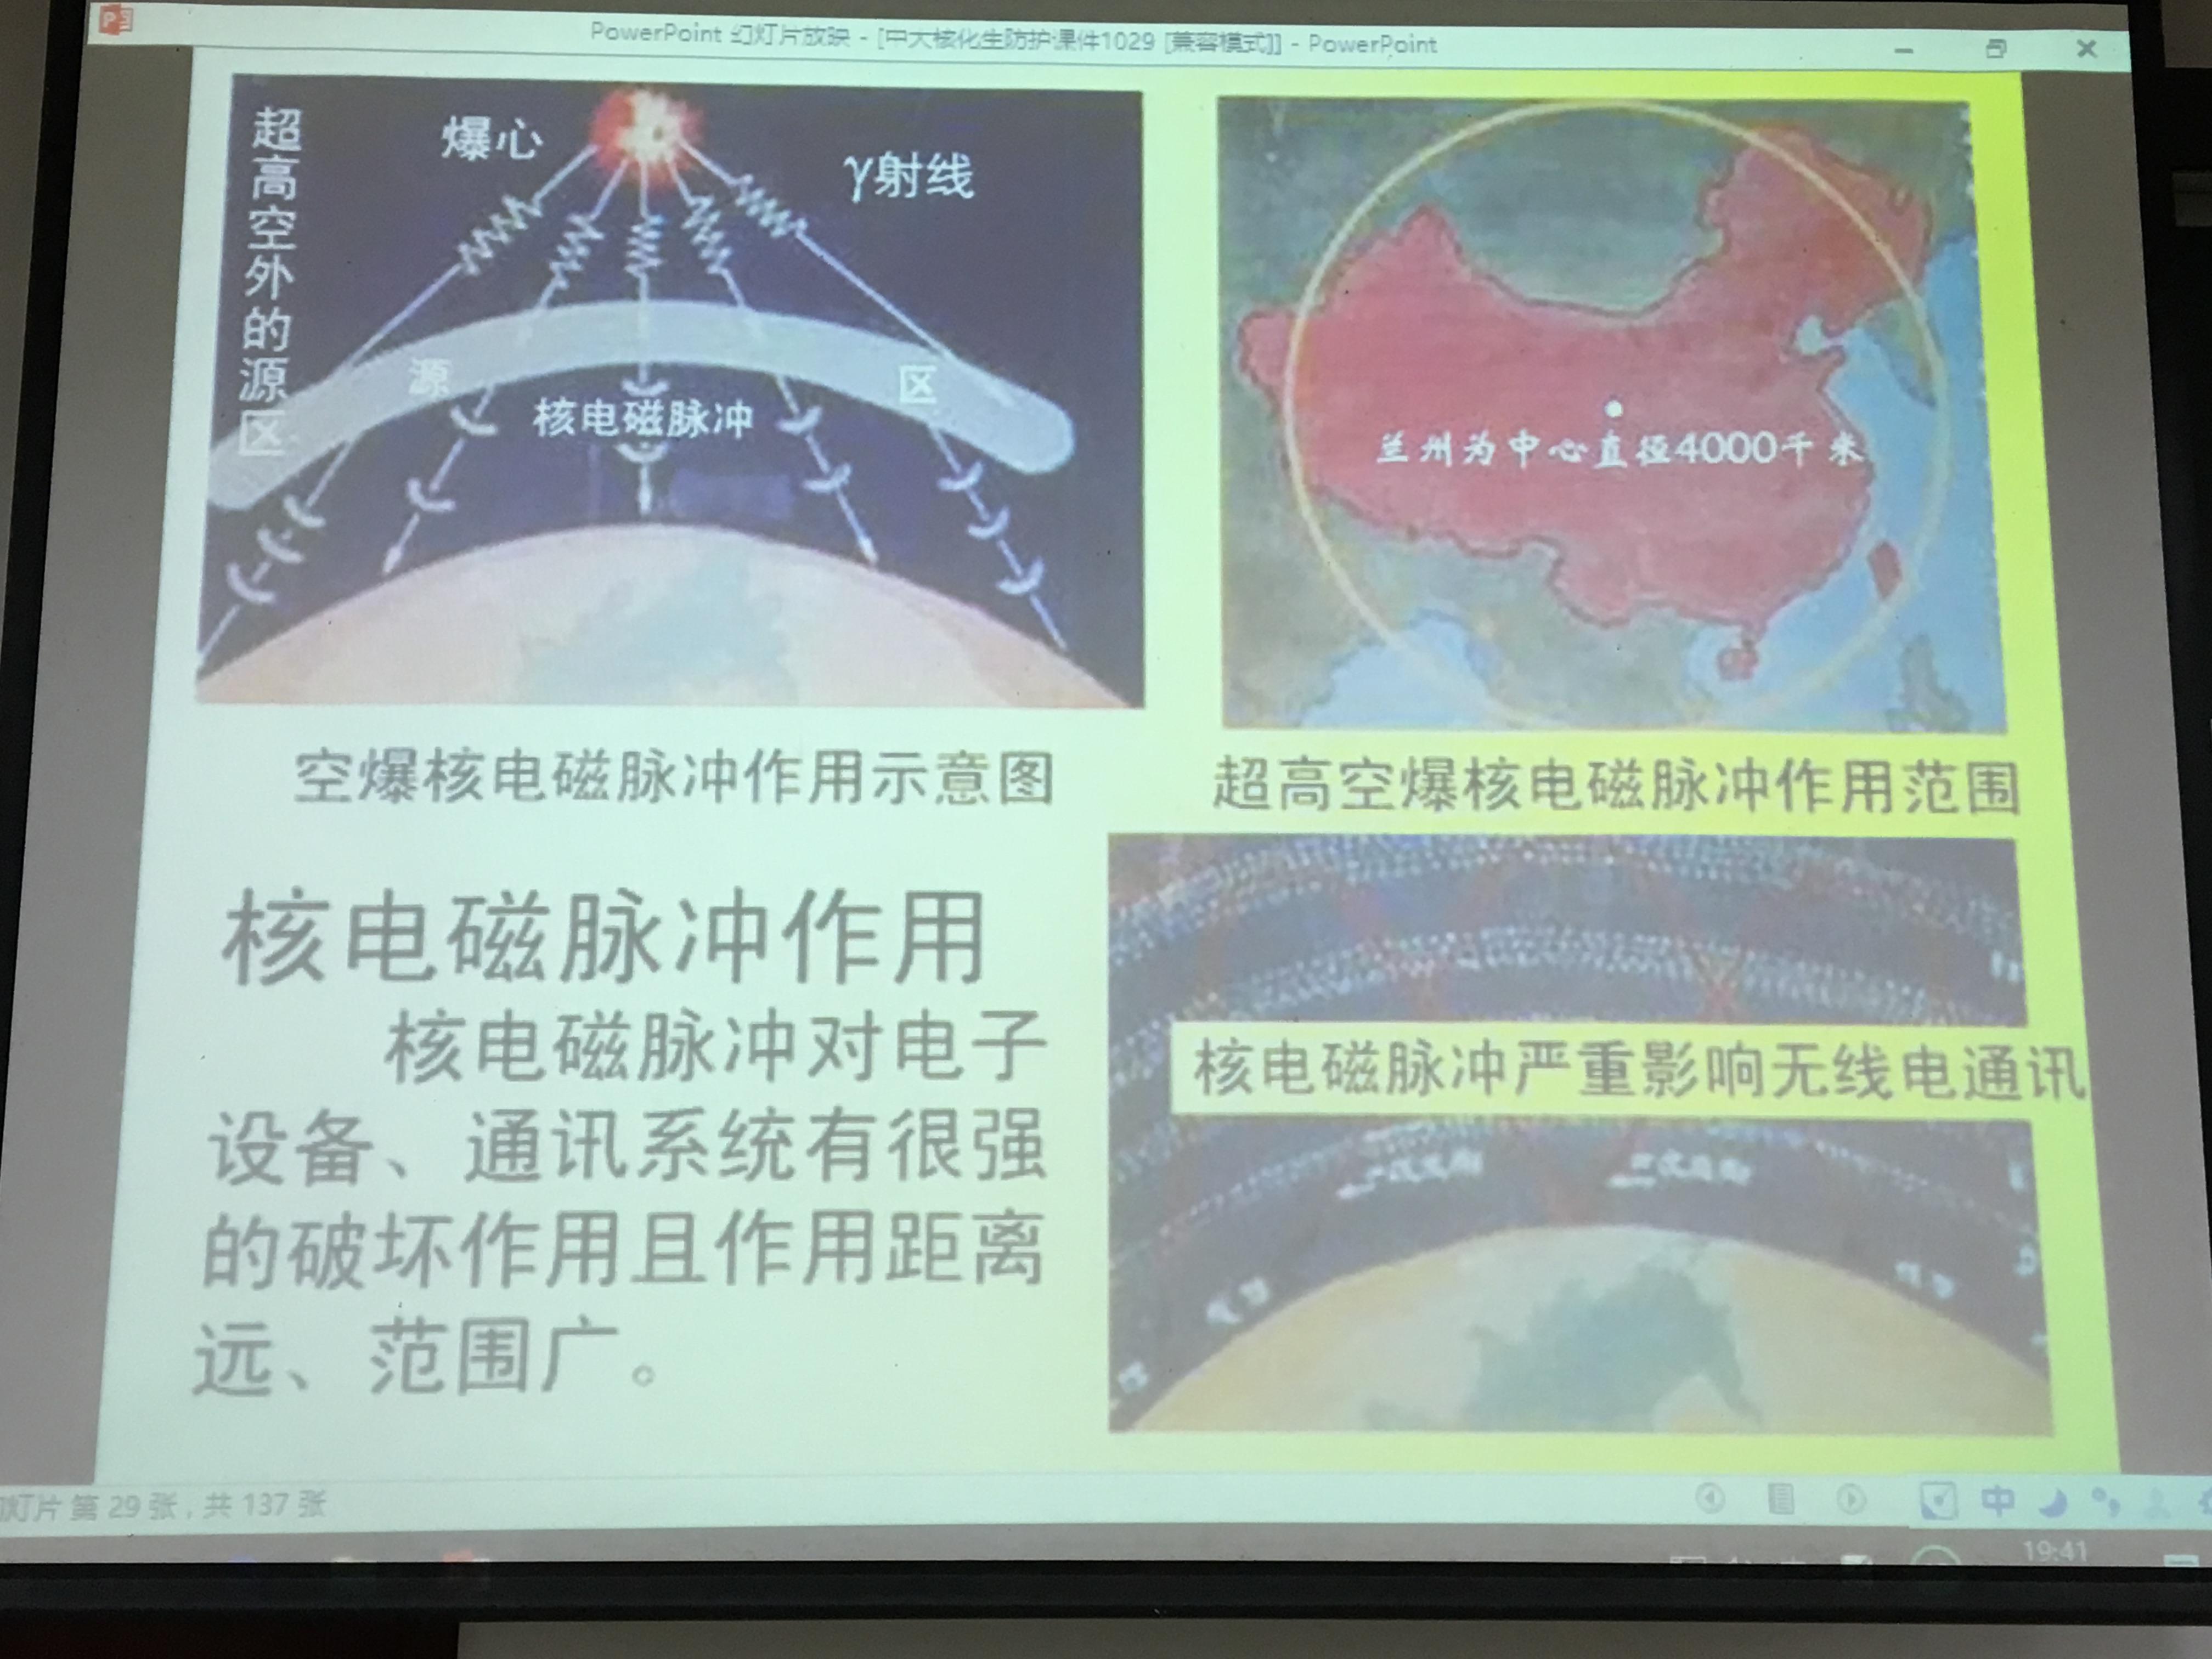 PowerPoint 幻灯片放映 - [中大核化生防护课件1029 [兼容模式]] - PowerPoint
超高空外的源区
爆心
γ射线
源 区
核电磁脉冲
兰州为中心直径4000千米
空爆核电磁脉冲作用示意图
超高空爆核电磁脉冲作用范围
核电磁脉冲作用
核电磁脉冲对电子
设备、通讯系统有很强
的破坏作用且作用距离
远、范围广。
核电磁脉冲严重影响无线电通讯
灯片 第 29 张，共 137 张
中
19:41